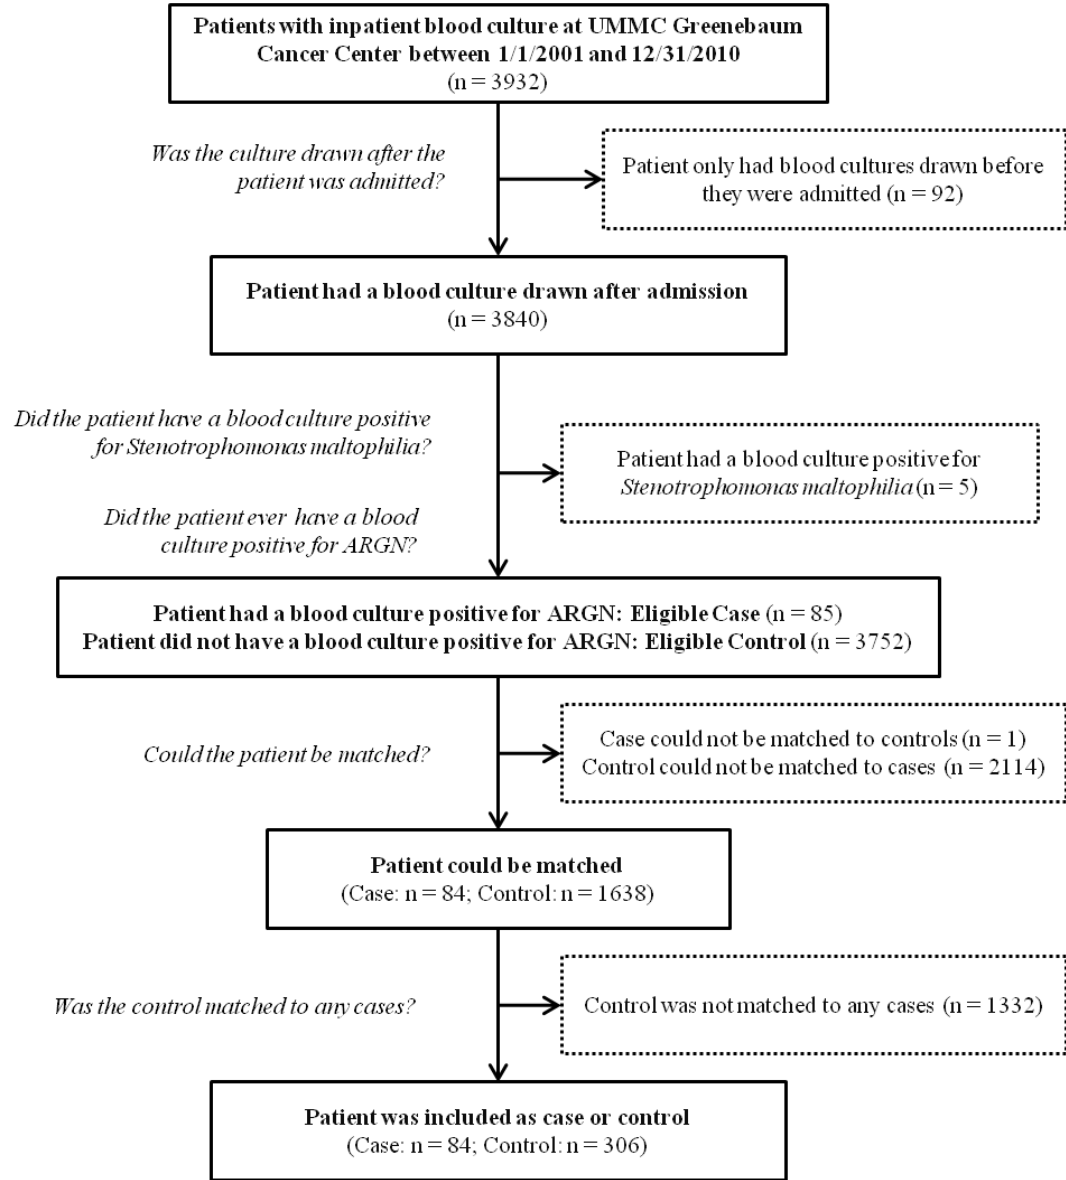 Patients with inpatient blood culture at UMMC Greenebaum
Cancer Center between 1/1/2001 and 12/31/2010
(n = 3932)
Was the culture drawn after the
patient was admitted?
Patient only had blood cultures drawn before
they were admitted (n = 92)
Patient had a blood culture drawn after admission
(n = 3840)
Did the patient have a blood culture positive
for Stenotrophomonas maltophilia?
Patient had a blood culture positive for
Stenotrophomonas maltophilia (n = 5)
Did the patient ever have a blood
culture positive for ARGN?
Patient had a blood culture positive for ARGN: Eligible Case (n = 85)
Patient did not have a blood culture positive for ARGN: Eligible Control (n = 3752)
Could the patient be matched?
Case could not be matched to controls (n = 1)
Control could not be matched to cases (n = 2114)
Patient could be matched
(Case: n = 84; Control: n = 1638)
Was the control matched to any cases?
Control was not matched to any cases (n = 1332)
Patient was included as case or control
(Case: n = 84; Control: n = 306)